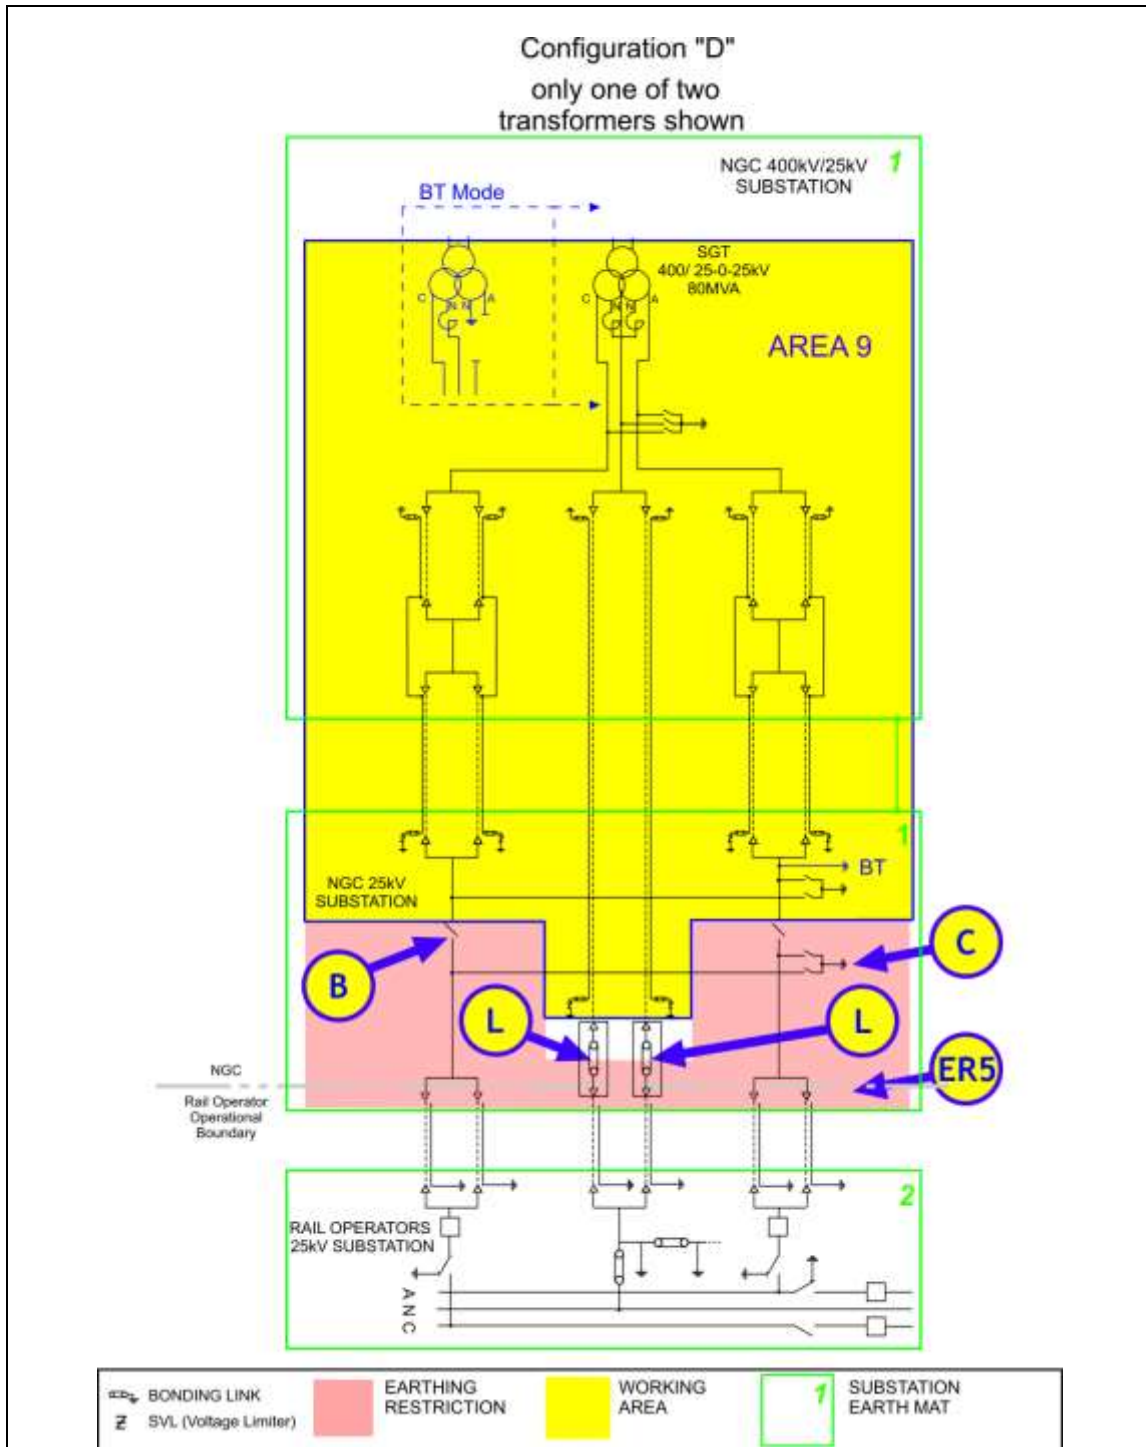 Configuration "D"
only one of two
transformers shown
NGC 400kV/25kV
SUBSTATION
1
BT Mode
SGT
400/ 25-0-25kV
80MVA
C
N
N
A
C
N
N
A
AREA 9
1
NGC 25kV
SUBSTATION
BT
B
C
L
L
ER5
NGC
Rail Operator
Operational
Boundary
2
RAIL OPERATORS
25kV SUBSTATION
A
N
C
BONDING LINK
SVL (Voltage Limiter)
EARTHING
RESTRICTION
WORKING
AREA
1
SUBSTATION
EARTH MAT